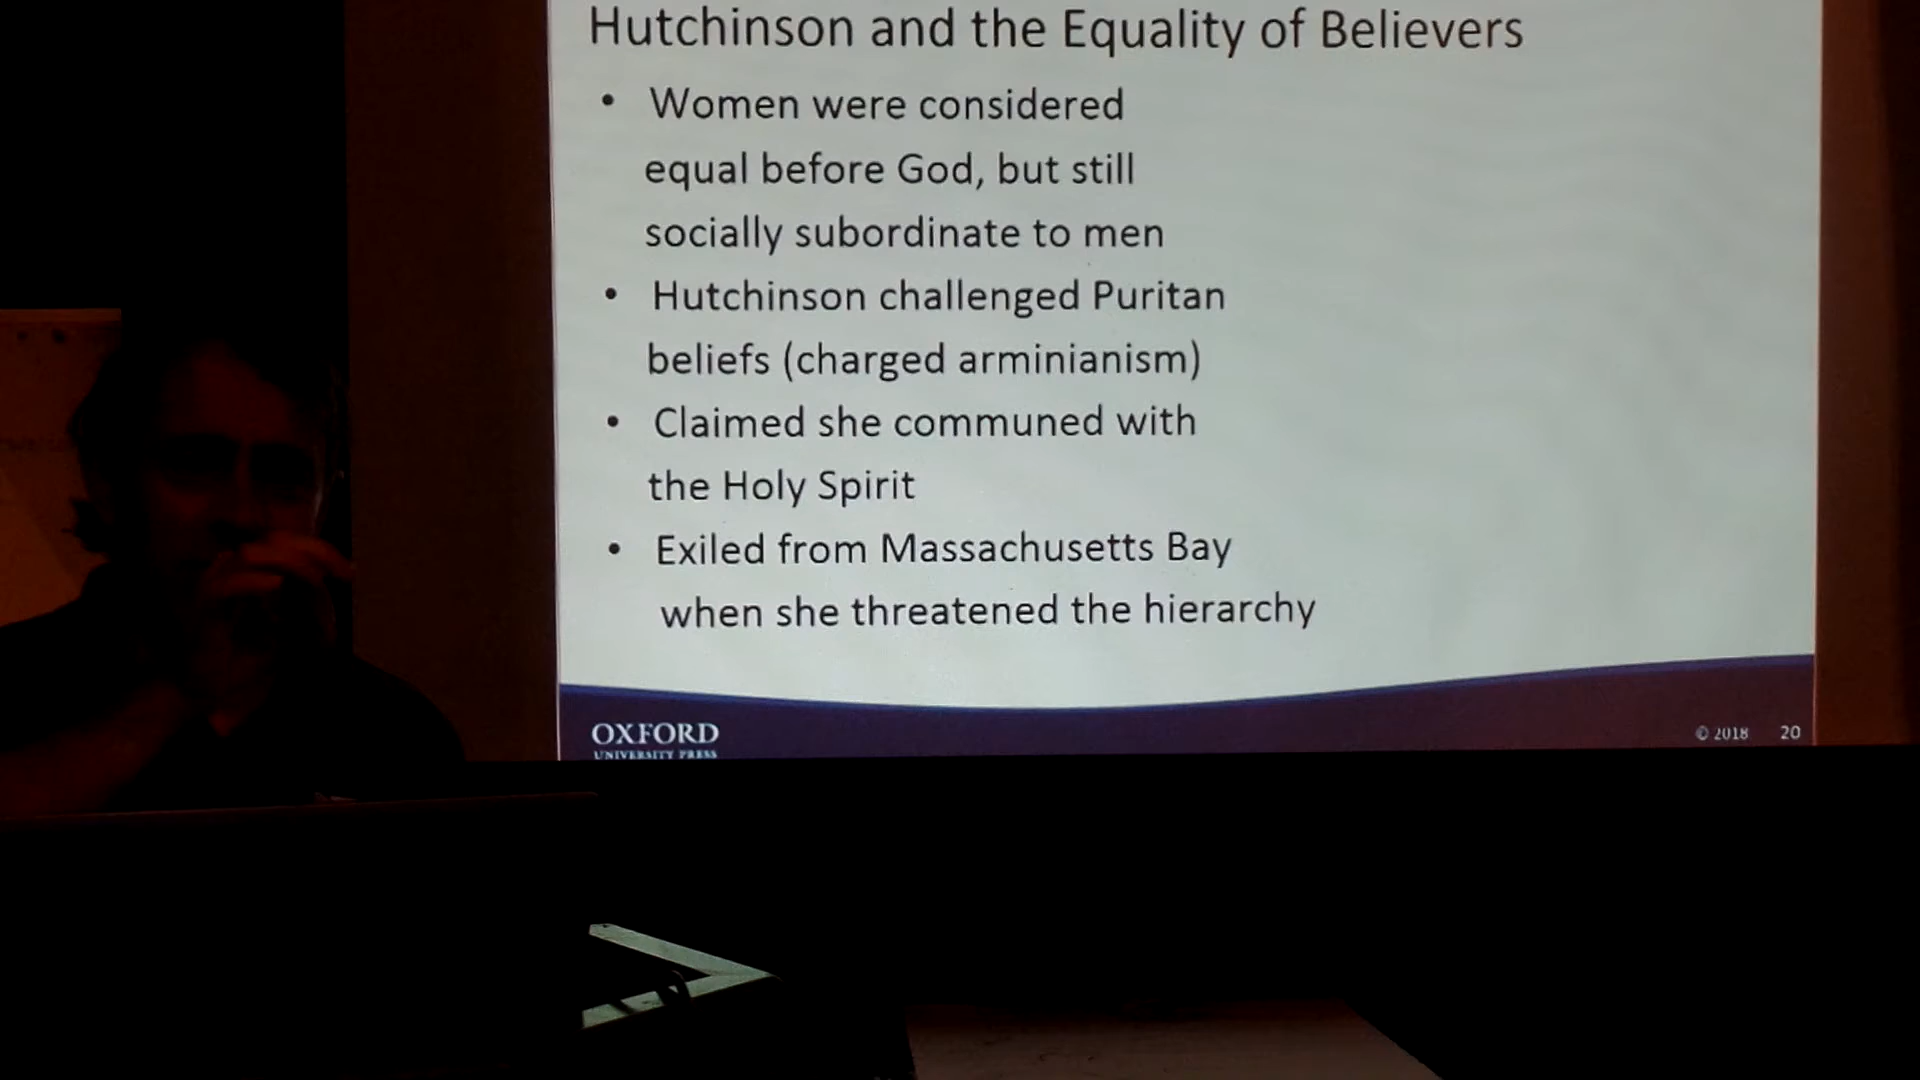 Hutchinson and the Equality of Believers
• Women were considered
equal before God, but still
socially subordinate to men
• Hutchinson challenged Puritan
beliefs (charged arminianism)
• Claimed she communed with
the Holy Spirit
• Exiled from Massachusetts Bay
when she threatened the hierarchy
OXFORD
UNIVERSITY PRESS
© 2018 20